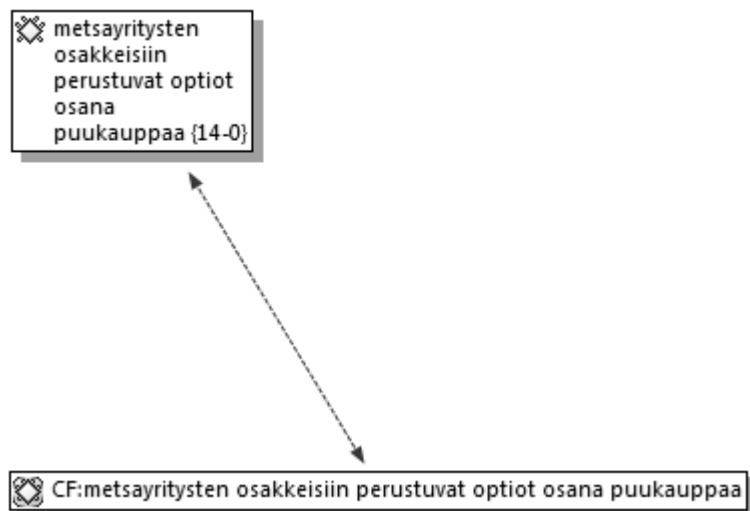 metsayritysten
osakkeisiin
perustuvat optiot
osana
puukauppaa {14-0}
CF:metsayritysten osakkeisiin perustuvat optiot osana puukauppaa